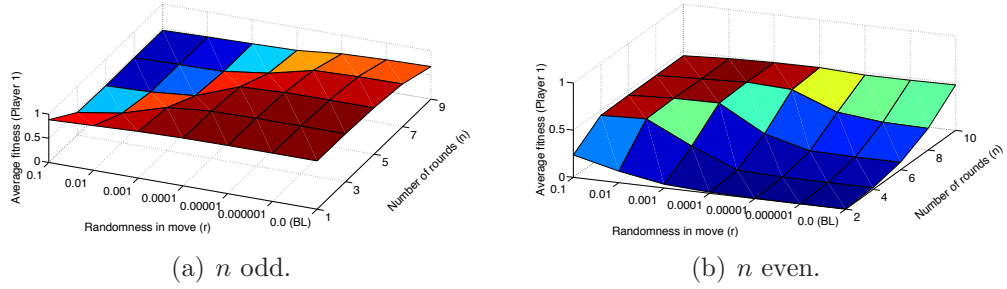 Average fitness (Player 1)
1
0.5
0
0.1
0.01
0.001
0.0001
0.00001
0.000001
0.0 (BL)
Randomness in move (r)
1
3
5
7
9
Number of rounds (n)
(a) n odd.
Average fitness (Player 1)
1
0.5
0
0.1
0.01
0.001
0.0001
0.00001
0.000001
0.0 (BL)
Randomness in move (r)
2
4
6
8
10
Number of rounds (n)
(b) n even.